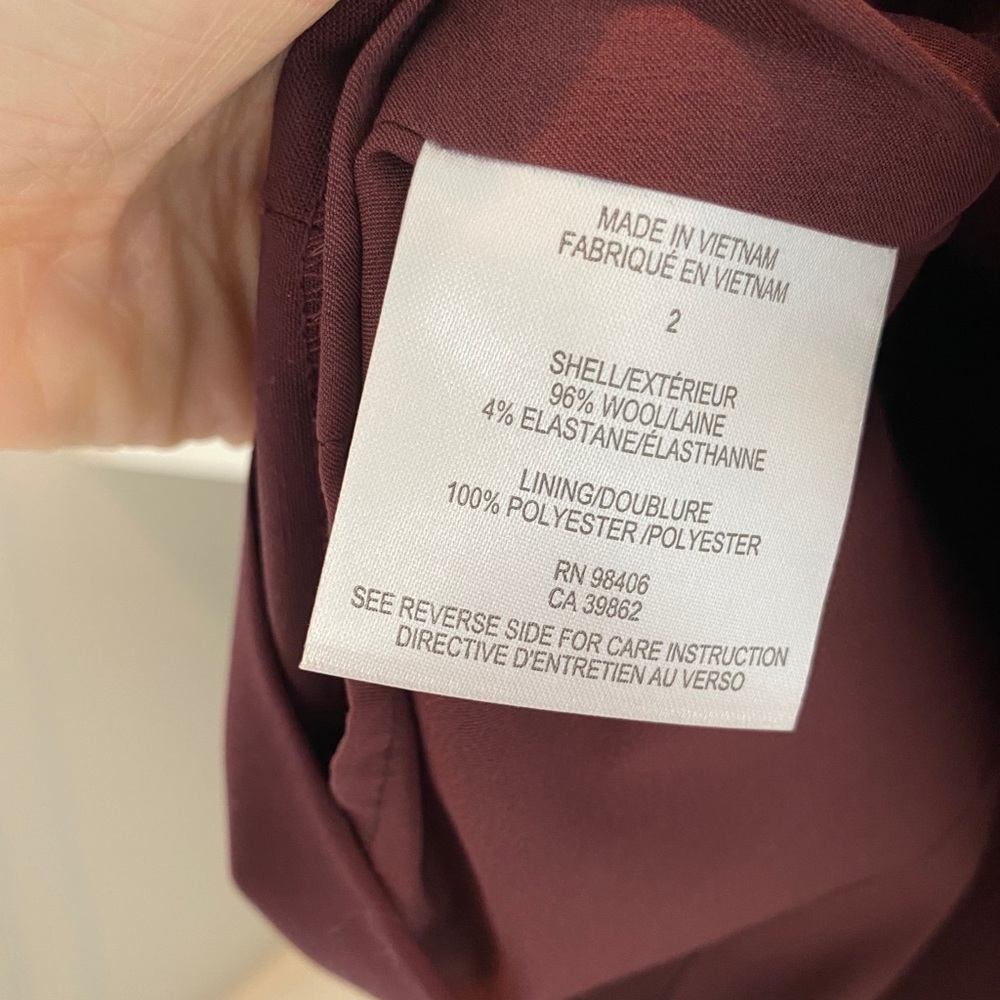 MADE IN VIETNAM
FABRIQUÉ EN VIETNAM
2
SHELL/EXTÉRIEUR
96% WOOL/LAINE
4% ELASTANE/ÉLASTHANNE
LINING/DOUBLURE
100% POLYESTER /POLYESTER
RN 98406
CA 39862
SEE REVERSE SIDE FOR CARE INSTRUCTION
DIRECTIVE D'ENTRETIEN AU VERSO